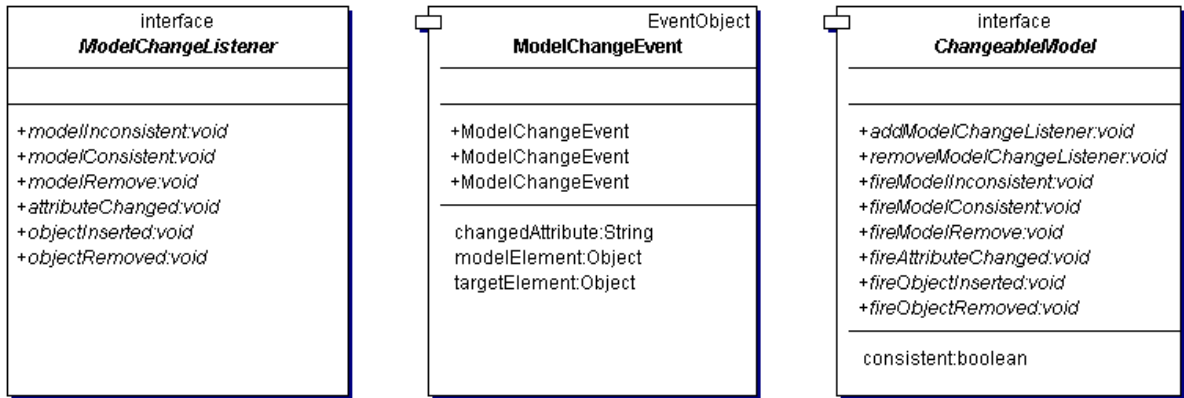 interface
ModelChangeListener
+modelInconsistent:void
+modelConsistent:void
+modelRemove:void
+attributeChanged:void
+objectInserted:void
+objectRemoved:void
EventObject
ModelChangeEvent
+ModelChangeEvent
+ModelChangeEvent
+ModelChangeEvent
changedAttribute:String
modelElement:Object
targetElement:Object
interface
ChangeableModel
+addModelChangeListener:void
+removeModelChangeListener:void
+fireModelInconsistent:void
+fireModelConsistent:void
+fireModelRemove:void
+fireAttributeChanged:void
+fireObjectInserted:void
+fireObjectRemoved:void
consistent:boolean